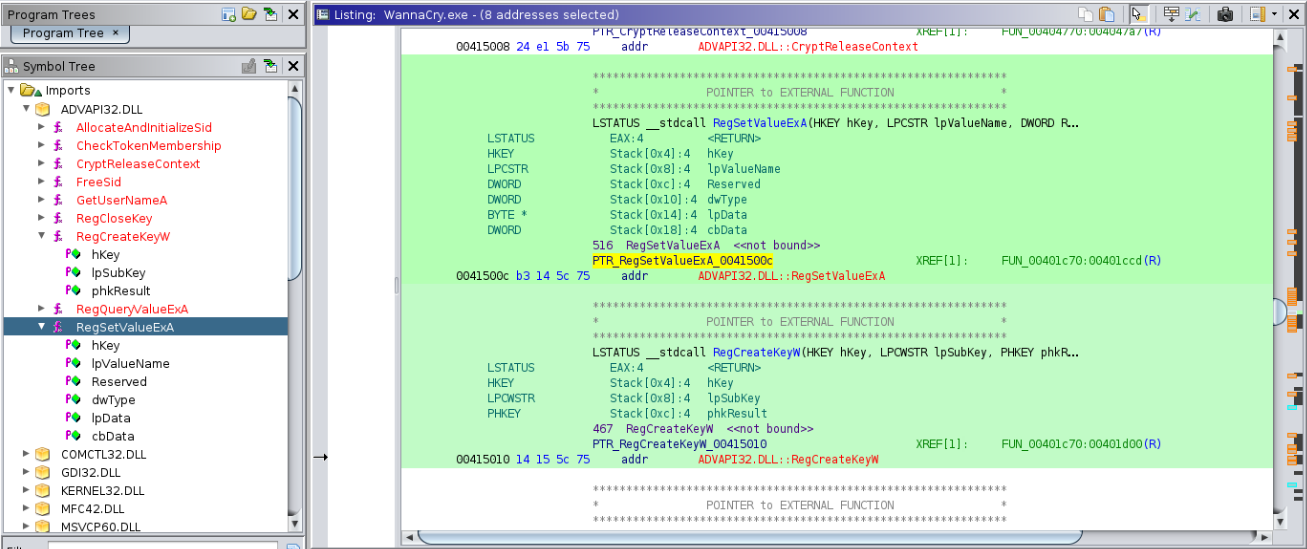 Program Trees
Program Tree ×
Symbol Tree
Imports
ADVAPI32.DLL
AllocateAndInitializeSid
CheckTokenMembership
CryptReleaseContext
FreeSid
GetUserNameA
RegCloseKey
RegCreateKeyW
hKey
lpSubKey
phkResult
RegQueryValueExA
RegSetValueExA
hKey
lpValueName
Reserved
dwType
lpData
cbData
COMCTL32.DLL
GDI32.DLL
KERNEL32.DLL
MFC42.DLL
MSVCP60.DLL
Listing: WannaCry.exe - (8 addresses selected)
PTR_CryptReleaseContext_00415008 XREF[1]: FUN_00404770:004047a7(R)
00415008 24 e1 5b 75 addr ADVAPI32.DLL::CryptReleaseContext
**************************************************************
* POINTER to EXTERNAL FUNCTION *
**************************************************************
LSTATUS __stdcall RegSetValueExA(HKEY hKey, LPCSTR lpValueName, DWORD R...
LSTATUS EAX:4 <RETURN>
HKEY Stack[0x4]:4 hKey
LPCSTR Stack[0x8]:4 lpValueName
DWORD Stack[0xc]:4 Reserved
DWORD Stack[0x10]:4 dwType
BYTE * Stack[0x14]:4 lpData
DWORD Stack[0x18]:4 cbData
516 RegSetValueExA <<not bound>>
PTR_RegSetValueExA_0041500c XREF[1]: FUN_00401c70:00401ccd(R)
0041500c b3 14 5c 75 addr ADVAPI32.DLL::RegSetValueExA
**************************************************************
* POINTER to EXTERNAL FUNCTION *
**************************************************************
LSTATUS __stdcall RegCreateKeyW(HKEY hKey, LPCWSTR lpSubKey, PHKEY phkR...
LSTATUS EAX:4 <RETURN>
HKEY Stack[0x4]:4 hKey
LPCWSTR Stack[0x8]:4 lpSubKey
PHKEY Stack[0xc]:4 phkResult
467 RegCreateKeyW <<not bound>>
PTR_RegCreateKeyW_00415010 XREF[1]: FUN_00401c70:00401d00(R)
00415010 14 15 5c 75 addr ADVAPI32.DLL::RegCreateKeyW
**************************************************************
* POINTER to EXTERNAL FUNCTION *
**************************************************************